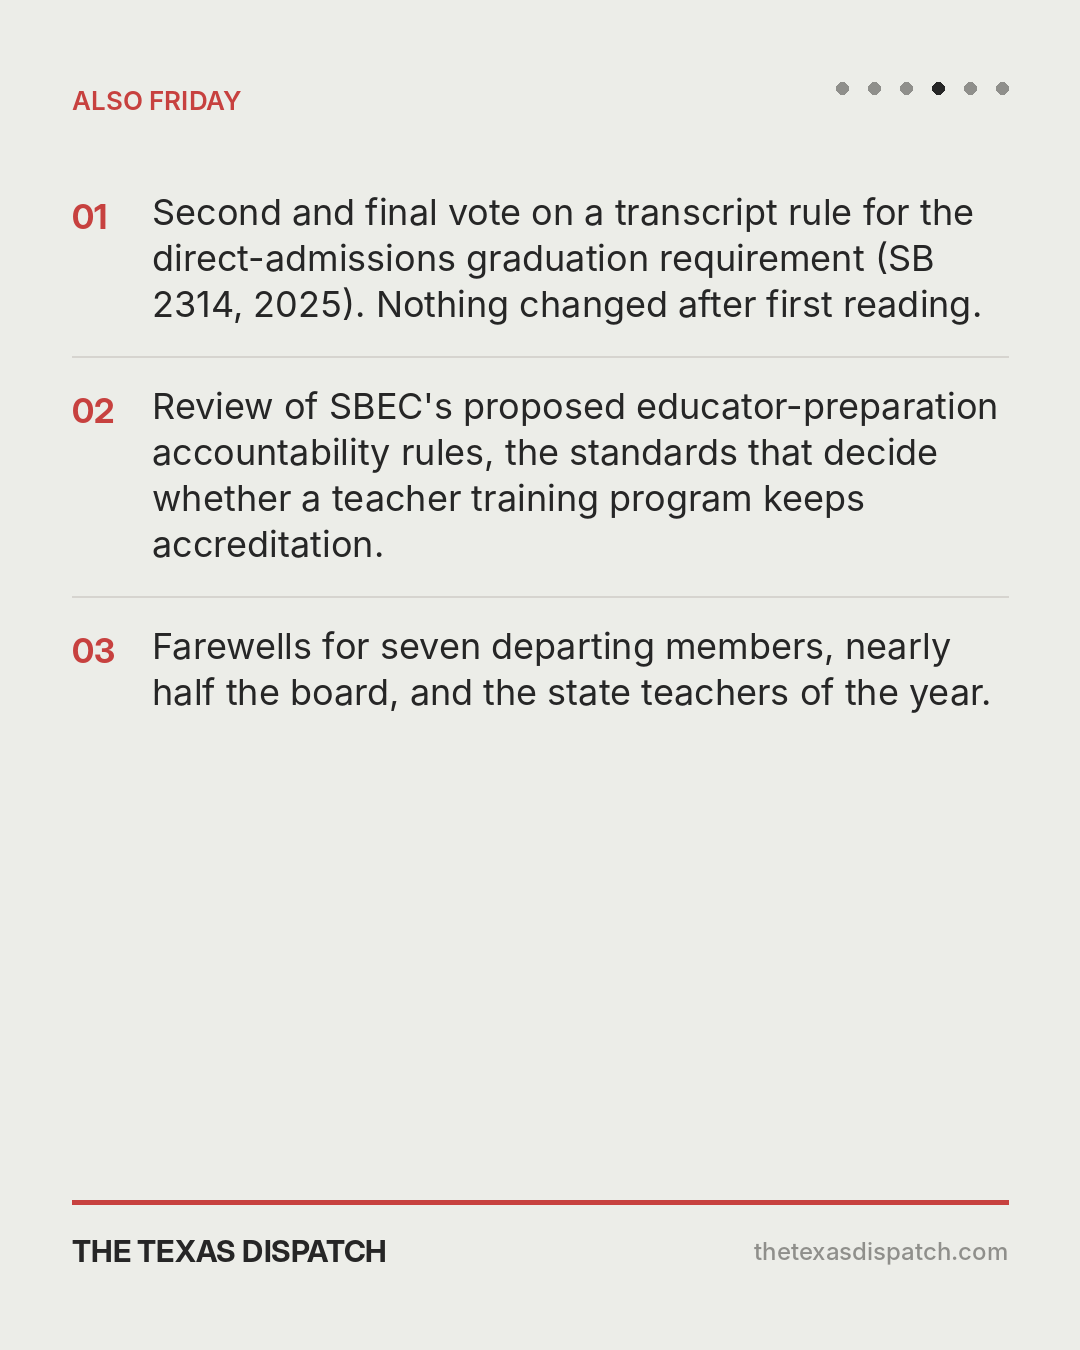 ALSO FRIDAY
01 Second and final vote on a transcript rule for the
direct-admissions graduation requirement (SB
2314, 2025). Nothing changed after first reading.
02 Review of SBEC's proposed educator-preparation
accountability rules, the standards that decide
whether a teacher training program keeps
accreditation.
03 Farewells for seven departing members, nearly
half the board, and the state teachers of the year.
THE TEXAS DISPATCH
thetexasdispatch.com